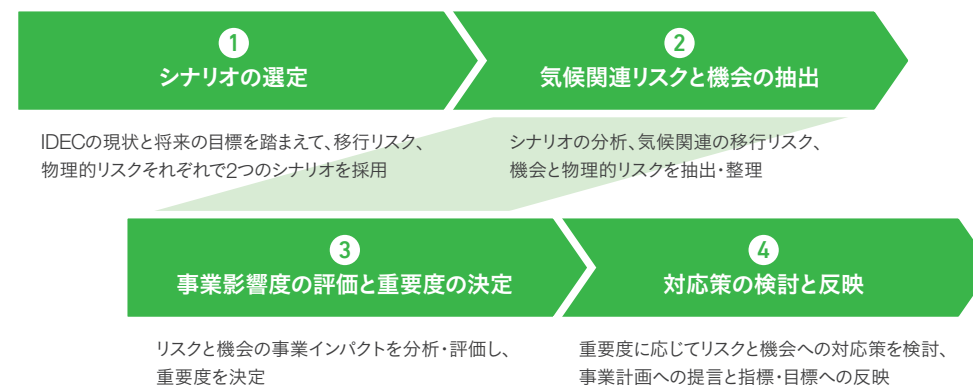 1
シナリオの選定
2
気候関連リスクと機会の抽出
IDECの現状と将来の目標を踏まえて、移行リスク、
物理的リスクそれぞれで2つのシナリオを採用
シナリオの分析、気候関連の移行リスク、
機会と物理的リスクを抽出・整理
3
事業影響度の評価と重要度の決定
4
対応策の検討と反映
リスクと機会の事業インパクトを分析・評価し、
重要度を決定
重要度に応じてリスクと機会への対応策を検討、
事業計画への提言と指標・目標への反映